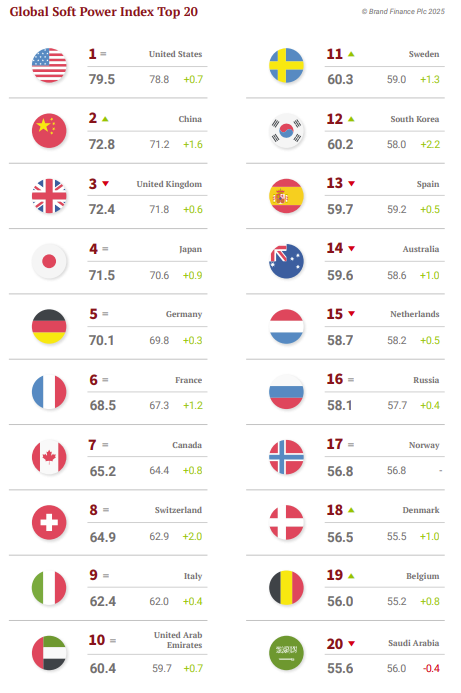 Global Soft Power Index Top 20
© Brand Finance Plc 2025
1 = United States
79.5 78.8 +0.7
2 ▲ China
72.8 71.2 +1.6
3 ▼ United Kingdom
72.4 71.8 +0.6
4 = Japan
71.5 70.6 +0.9
5 = Germany
70.1 69.8 +0.3
6 = France
68.5 67.3 +1.2
7 = Canada
65.2 64.4 +0.8
8 = Switzerland
64.9 62.9 +2.0
9 = Italy
62.4 62.0 +0.4
10 = United Arab
Emirates
60.4 59.7 +0.7
11 ▲ Sweden
60.3 59.0 +1.3
12 ▲ South Korea
60.2 58.0 +2.2
13 ▼ Spain
59.7 59.2 +0.5
14 ▼ Australia
59.6 58.6 +1.0
15 ▼ Netherlands
58.7 58.2 +0.5
16 = Russia
58.1 57.7 +0.4
17 = Norway
56.8 56.8 -
18 ▲ Denmark
56.5 55.5 +1.0
19 ▲ Belgium
56.0 55.2 +0.8
20 ▼ Saudi Arabia
55.6 56.0 -0.4